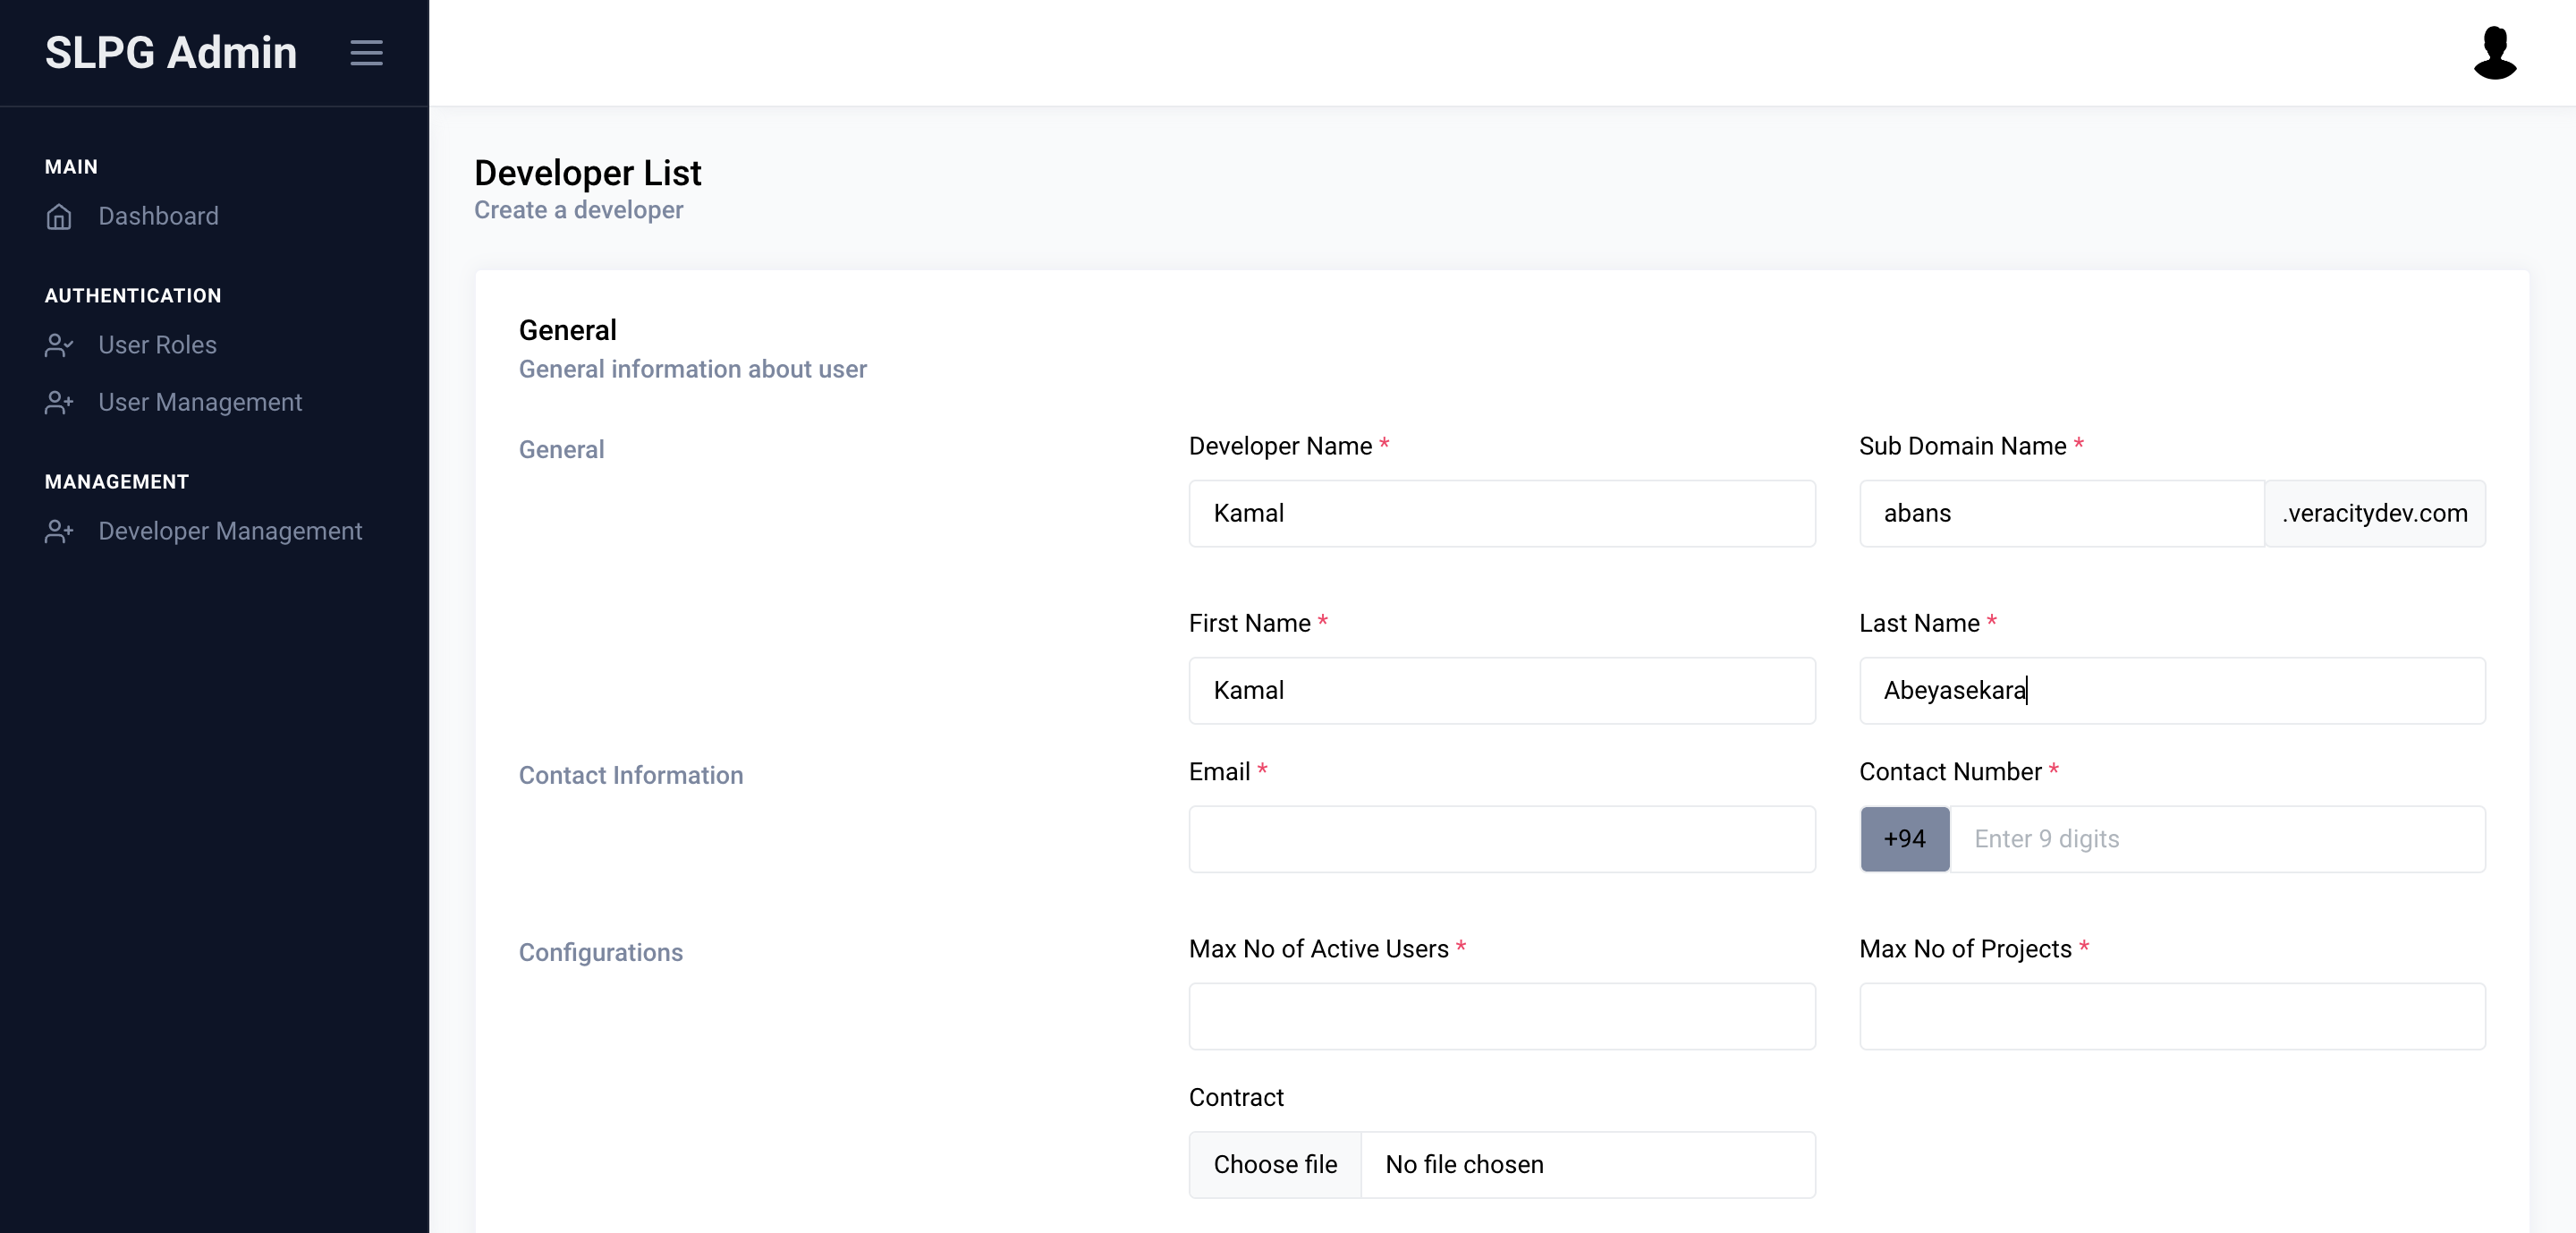 SLPG Admin
MAIN
Dashboard
AUTHENTICATION
User Roles
User Management
MANAGEMENT
Developer Management
Developer List
Create a developer
General
General information about user
General
Developer Name *
Sub Domain Name *
Kamal
abans
.veracitydev.com
First Name *
Last Name *
Kamal
Abeyasekara
Contact Information
Email *
Contact Number *
+94
Enter 9 digits
Configurations
Max No of Active Users *
Max No of Projects *
Contract
Choose file
No file chosen